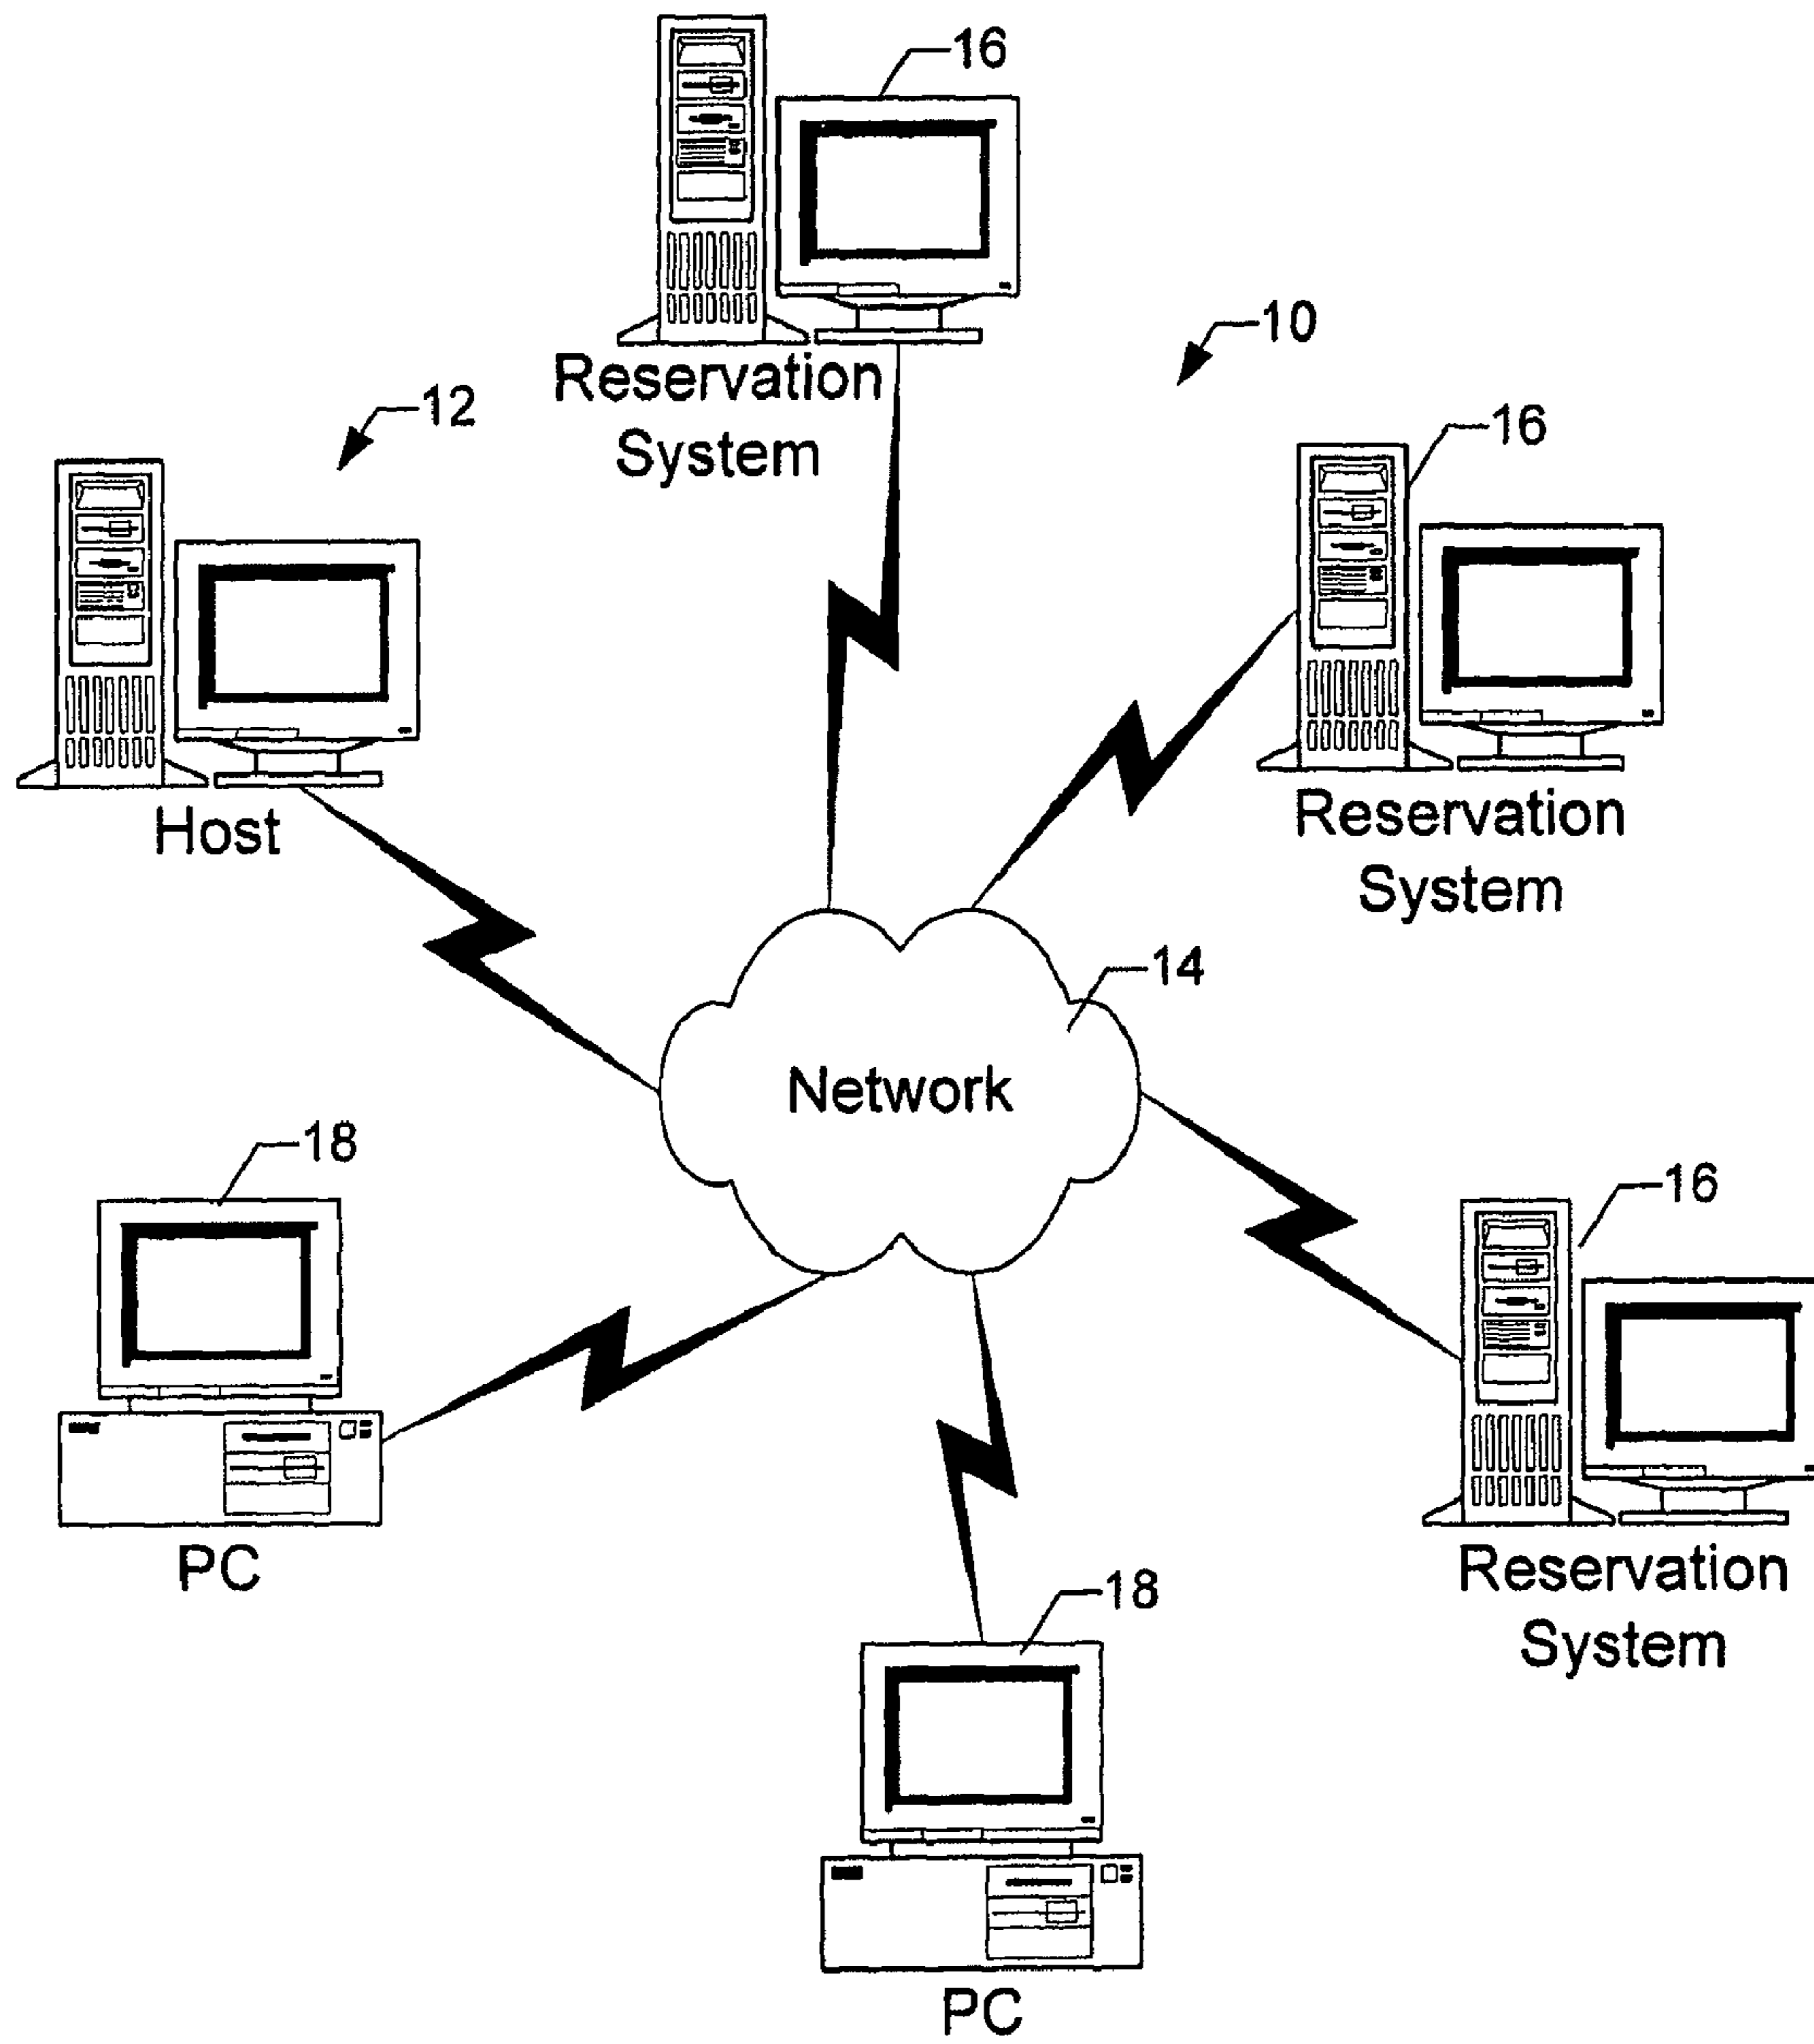 16
Reservation
System
10
12
Host
16
Reservation
System
14
Network
18
PC
16
Reservation
System
18
PC